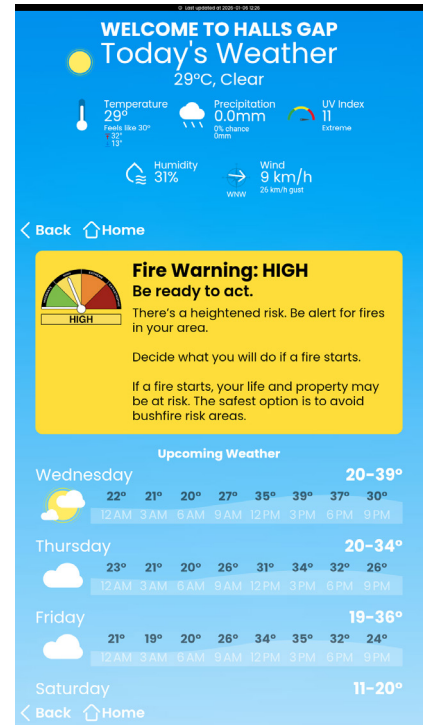 Last updated at 2026-01-06 12:26
WELCOME TO HALLS GAP
Today's Weather
29°C, Clear
Temperature
29°
Feels like 30°
32°
13°
Precipitation
0.0mm
0% chance
0mm
UV Index
11
Extreme
Humidity
31%
WNW
Wind
9 km/h
26 km/h gust
Back Home
HIGH
Fire Warning: HIGH
Be ready to act.
There's a heightened risk. Be alert for fires
in your area.
Decide what you will do if a fire starts.
If a fire starts, your life and property may
be at risk. The safest option is to avoid
bushfire risk areas.
Upcoming Weather
Wednesday 20-39°
22° 21° 20° 27° 35° 39° 37° 30°
12 AM 3 AM 6 AM 9 AM 12 PM 3 PM 6 PM 9 PM
Thursday 20-34°
23° 21° 20° 26° 31° 34° 32° 26°
12 AM 3 AM 6 AM 9 AM 12 PM 3 PM 6 PM 9 PM
Friday 19-36°
21° 19° 20° 26° 34° 35° 32° 24°
12 AM 3 AM 6 AM 9 AM 12 PM 3 PM 6 PM 9 PM
Saturday 11-20°
Back Home